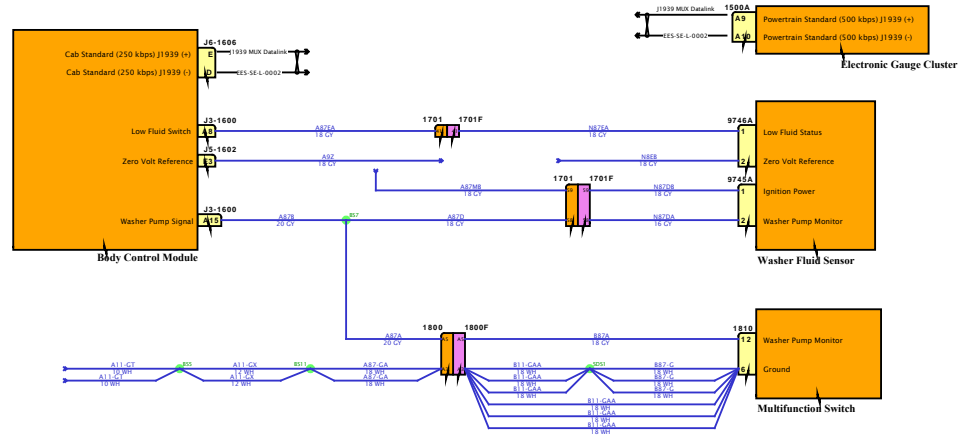 J1939 MUX Datalink
1500A
A9
Powertrain Standard (500 kbps) J1939 (+)
EES-SE-L-0002
A10
Powertrain Standard (500 kbps) J1939 (-)
Electronic Gauge Cluster
J6-1606
Cab Standard (250 kbps) J1939 (+)
E
J1939 MUX Datalink
Cab Standard (250 kbps) J1939 (-)
D
EES-SE-L-0002
J3-1600
1701
1701F
9746A
Low Fluid Switch
A8
A87EA
18 GY
N87EA
18 GY
1
Low Fluid Status
J5-1602
Zero Volt Reference
E3
A9Z
18 GY
N8EB
18 GY
2
Zero Volt Reference
1701
1701F
9745A
A87MB
18 GY
N87DB
18 GY
1
Ignition Power
J3-1600
Washer Pump Signal
A15
A87B
20 GY
BS7
A87D
18 GY
N87DA
16 GY
2
Washer Pump Monitor
Body Control Module
Washer Fluid Sensor
1800
1800F
1810
A87A
20 GY
A5
A5
B87A
18 GY
12
Washer Pump Monitor
A11-GT
10 WH
BS5
A11-GX
12 WH
BS11
A87-GA
18 WH
B11-GAA
18 WH
SDS1
B87-G
18 WH
6
Ground
A11-GT
10 WH
A11-GX
12 WH
A87-GA
18 WH
B11-GAA
18 WH
B87-G
18 WH
B11-GAA
18 WH
B87-G
18 WH
B11-GAA
18 WH
B11-GAA
18 WH
B11-GAA
18 WH
Multifunction Switch